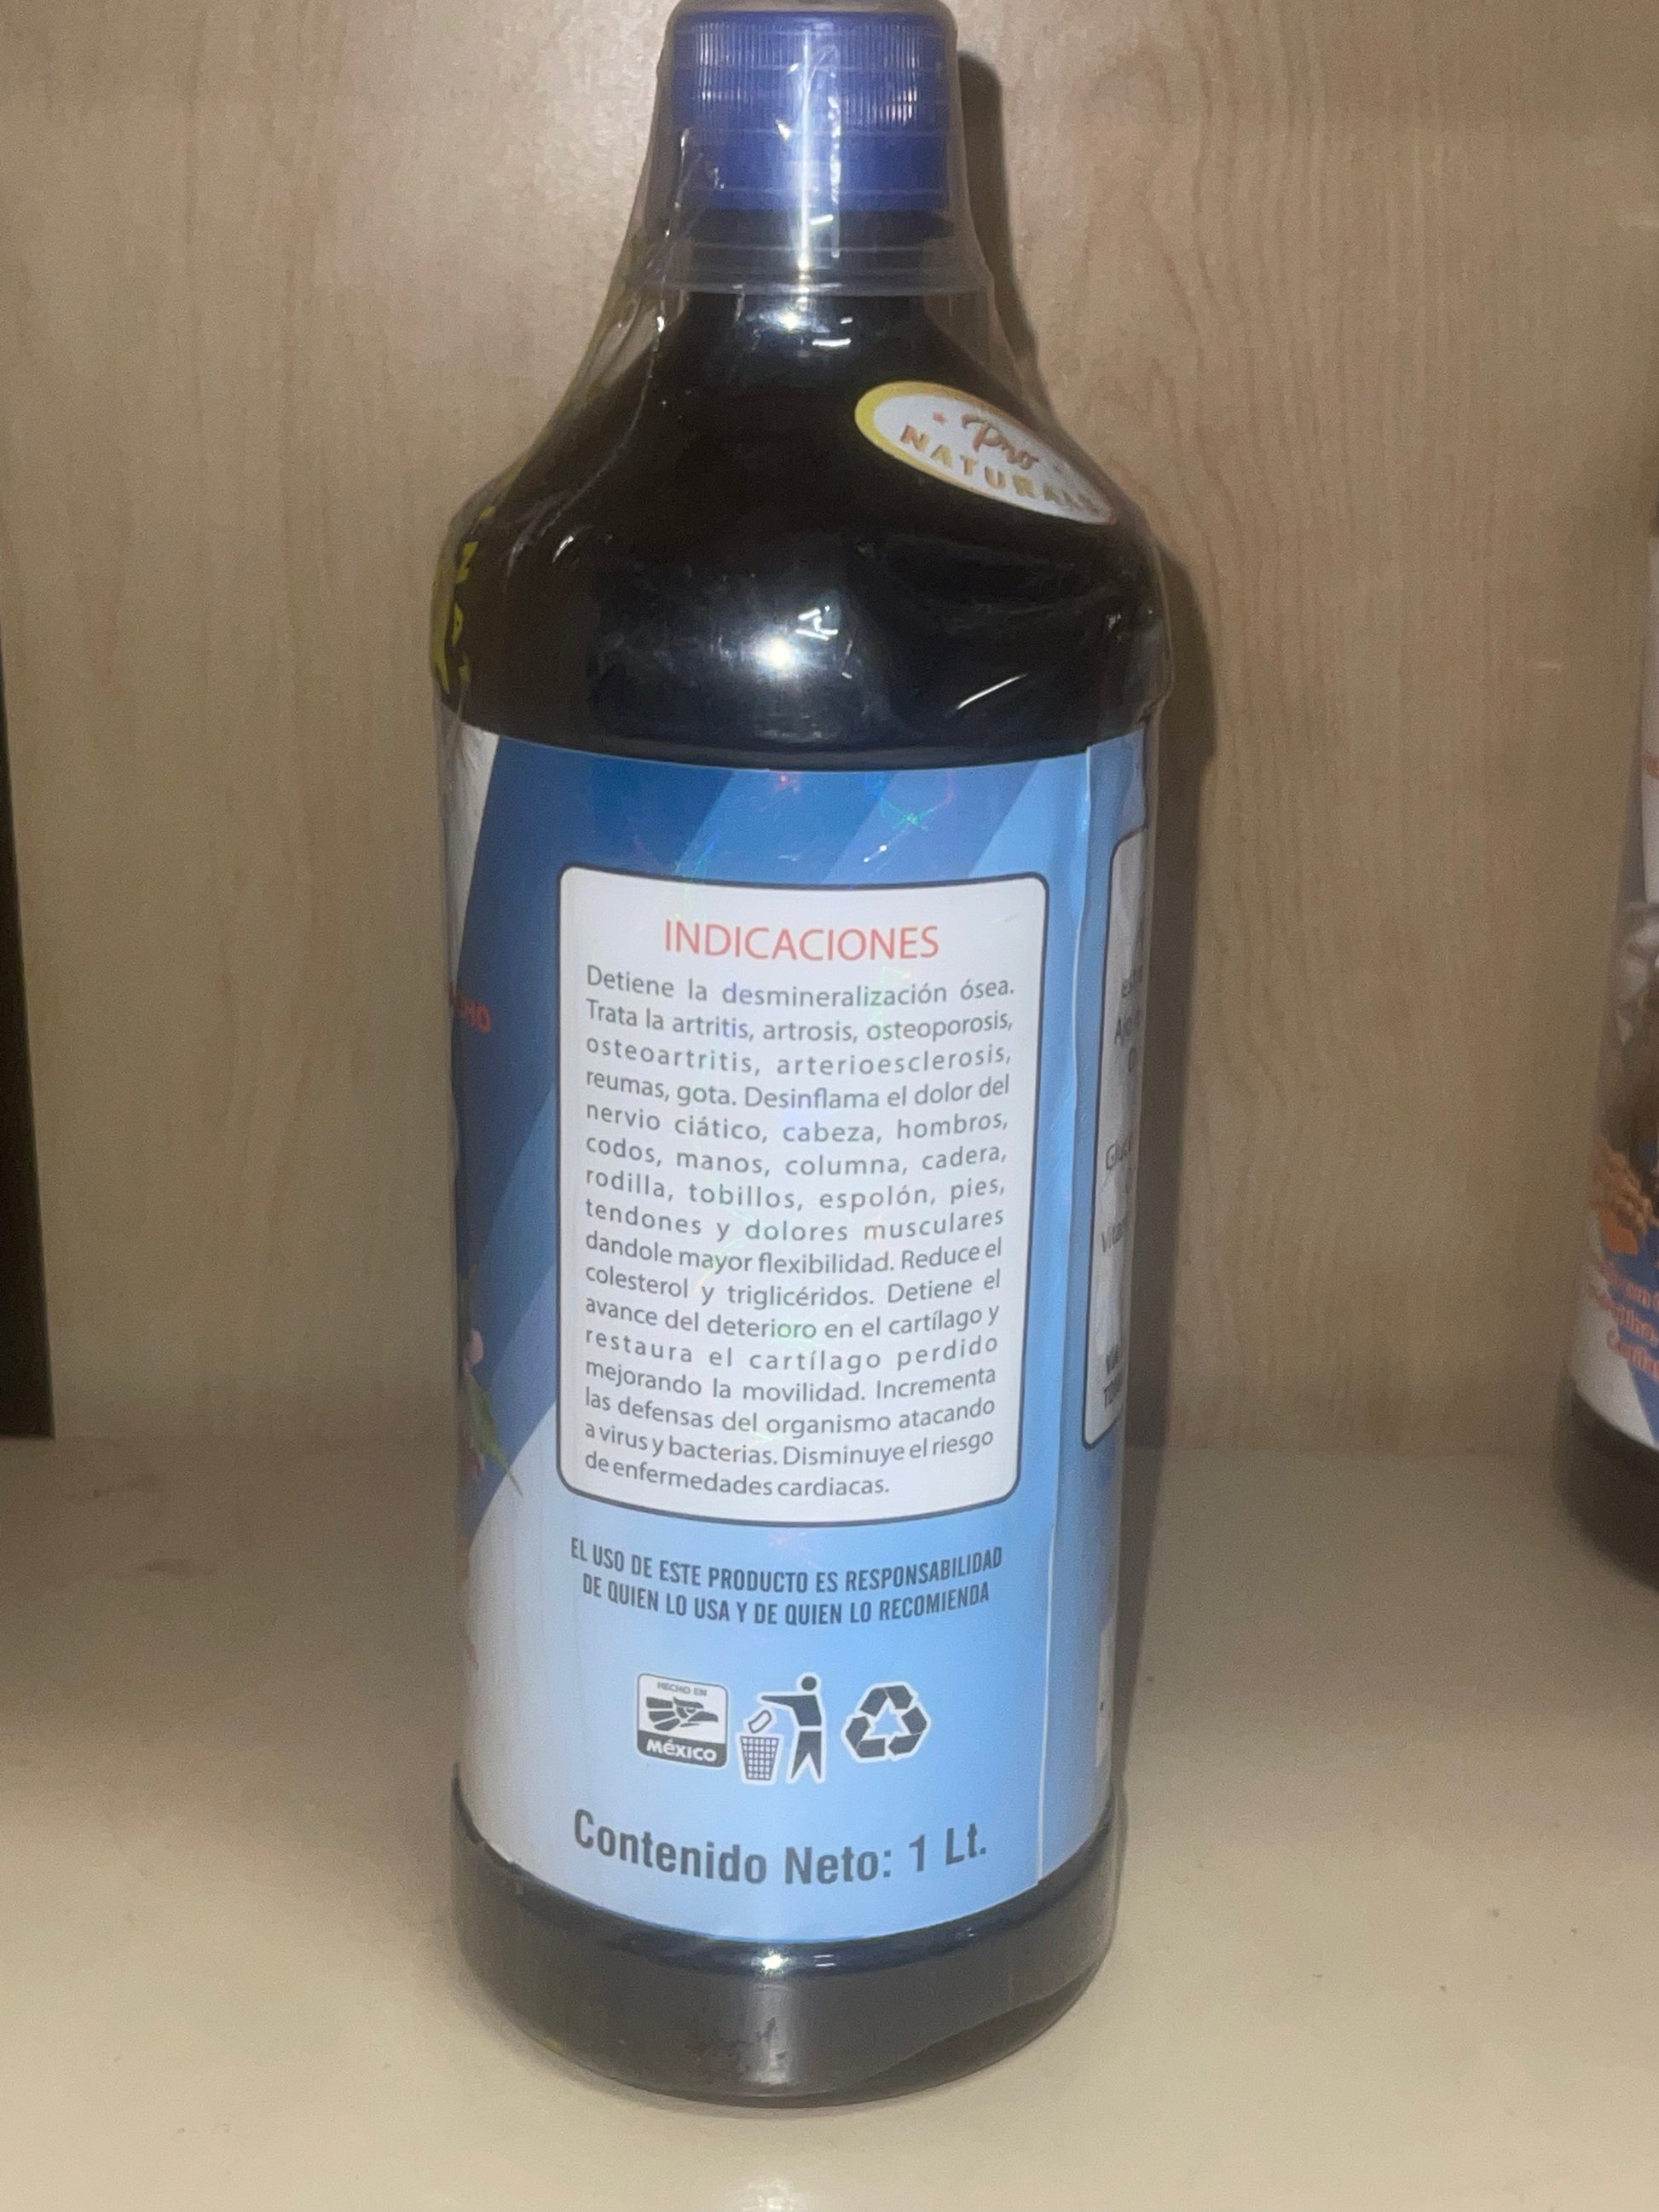 Pro
NATURALS
INDICACIONES
Detiene la desmineralización ósea.
Trata la artritis, artrosis, osteoporosis,
osteoartritis, arterioesclerosis,
reumas, gota. Desinflama el dolor del
nervio ciático, cabeza, hombros,
codos, manos, columna, cadera,
rodilla, tobillos, espolón, pies,
tendones y dolores musculares
dandole mayor flexibilidad. Reduce el
colesterol y triglicéridos. Detiene el
avance del deterioro en el cartílago y
restaura el cartílago perdido
mejorando la movilidad. Incrementa
las defensas del organismo atacando
a virus y bacterias. Disminuye el riesgo
de enfermedades cardiacas.
EL USO DE ESTE PRODUCTO ES RESPONSABILIDAD
DE QUIEN LO USA Y DE QUIEN LO RECOMIENDA
HECHO EN
MéXICO
Contenido Neto: 1 Lt.